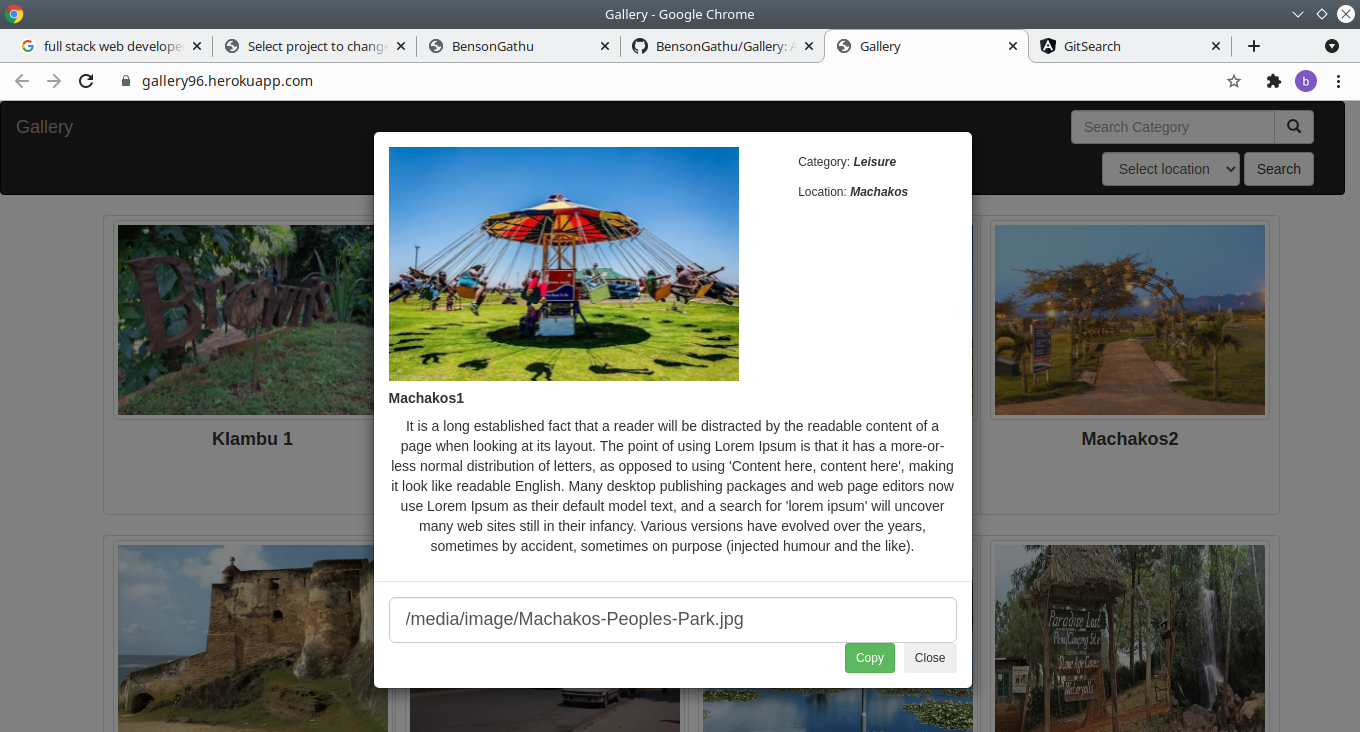 Gallery - Google Chrome
full stack web develope
Select project to change
BensonGathu
BensonGathu/Gallery: A
Gallery
GitSearch
gallery96.herokuapp.com
b
Gallery
Search Category
Select location
Search
Category: Leisure
Location: Machakos
Brown
Machakos1
It is a long established fact that a reader will be distracted by the readable content of a
page when looking at its layout. The point of using Lorem Ipsum is that it has a more-or-
less normal distribution of letters, as opposed to using 'Content here, content here', making
it look like readable English. Many desktop publishing packages and web page editors now
use Lorem Ipsum as their default model text, and a search for 'lorem ipsum' will uncover
many web sites still in their infancy. Various versions have evolved over the years,
sometimes by accident, sometimes on purpose (injected humour and the like).
KIambu 1
Machakos2
/media/image/Machakos-Peoples-Park.jpg
Copy
Close
Paradise Lost
Picnic/Camping Site
Stone Age Caves
Waterfalls